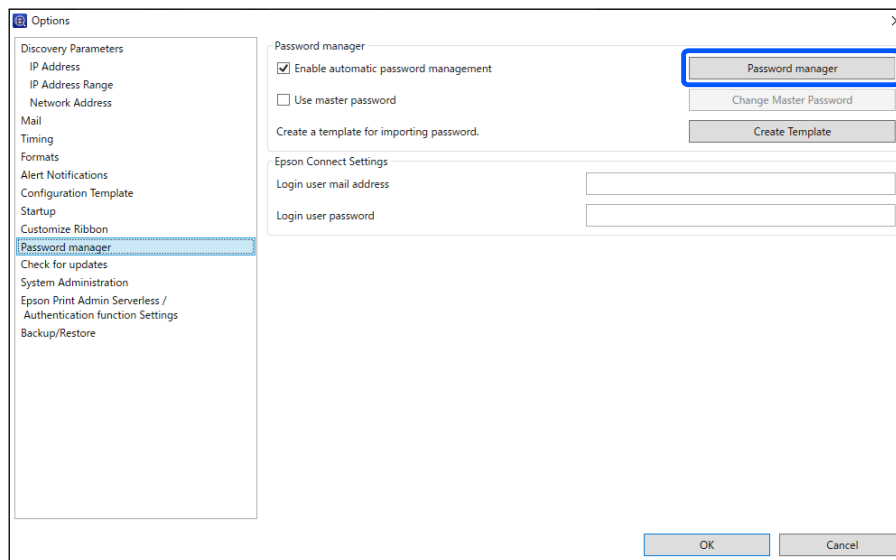 Options
Discovery Parameters
IP Address
IP Address Range
Network Address
Mail
Timing
Formats
Alert Notifications
Configuration Template
Startup
Customize Ribbon
Password manager
Check for updates
System Administration
Epson Print Admin Serverless /
Authentication function Settings
Backup/Restore
Password manager
Enable automatic password management
Password manager
Use master password
Change Master Password
Create a template for importing password.
Create Template
Epson Connect Settings
Login user mail address
Login user password
OK
Cancel